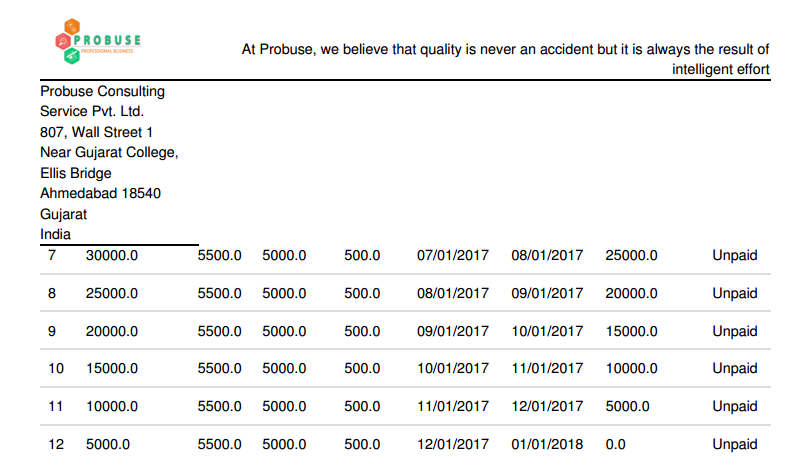 PROBUSE
PROFESSIONAL BUSINESS
At Probuse, we believe that quality is never an accident but it is always the result of
intelligent effort
Probuse Consulting
Service Pvt. Ltd.
807, Wall Street 1
Near Gujarat College,
Ellis Bridge
Ahmedabad 18540
Gujarat
India
7 30000.0 5500.0 5000.0 500.0 07/01/2017 08/01/2017 25000.0 Unpaid
8 25000.0 5500.0 5000.0 500.0 08/01/2017 09/01/2017 20000.0 Unpaid
9 20000.0 5500.0 5000.0 500.0 09/01/2017 10/01/2017 15000.0 Unpaid
10 15000.0 5500.0 5000.0 500.0 10/01/2017 11/01/2017 10000.0 Unpaid
11 10000.0 5500.0 5000.0 500.0 11/01/2017 12/01/2017 5000.0 Unpaid
12 5000.0 5500.0 5000.0 500.0 12/01/2017 01/01/2018 0.0 Unpaid